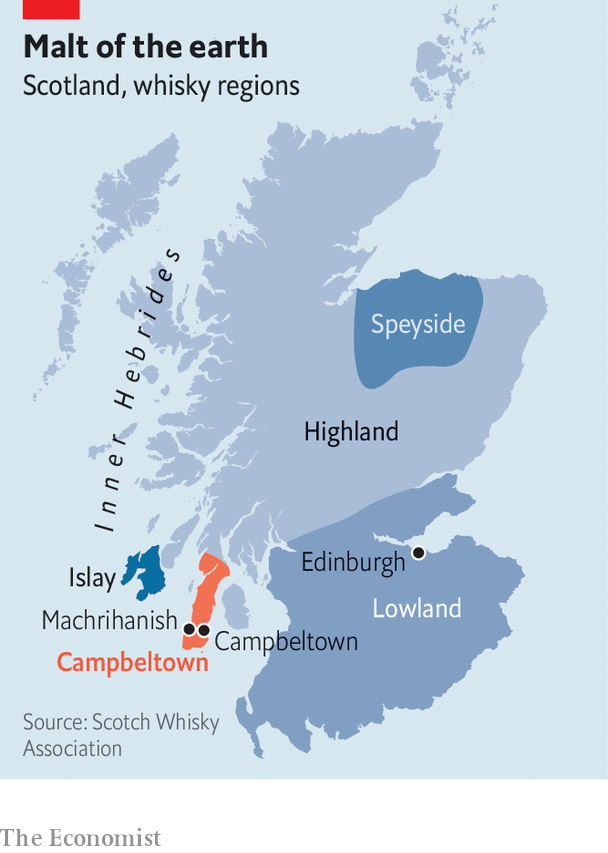 Malt of the earth
Scotland, whisky regions
Inner Hebrides
Speyside
Highland
Edinburgh
Islay
Lowland
Machrihanish
Campbeltown
Campbeltown
Source: Scotch Whisky
Association
The Economist